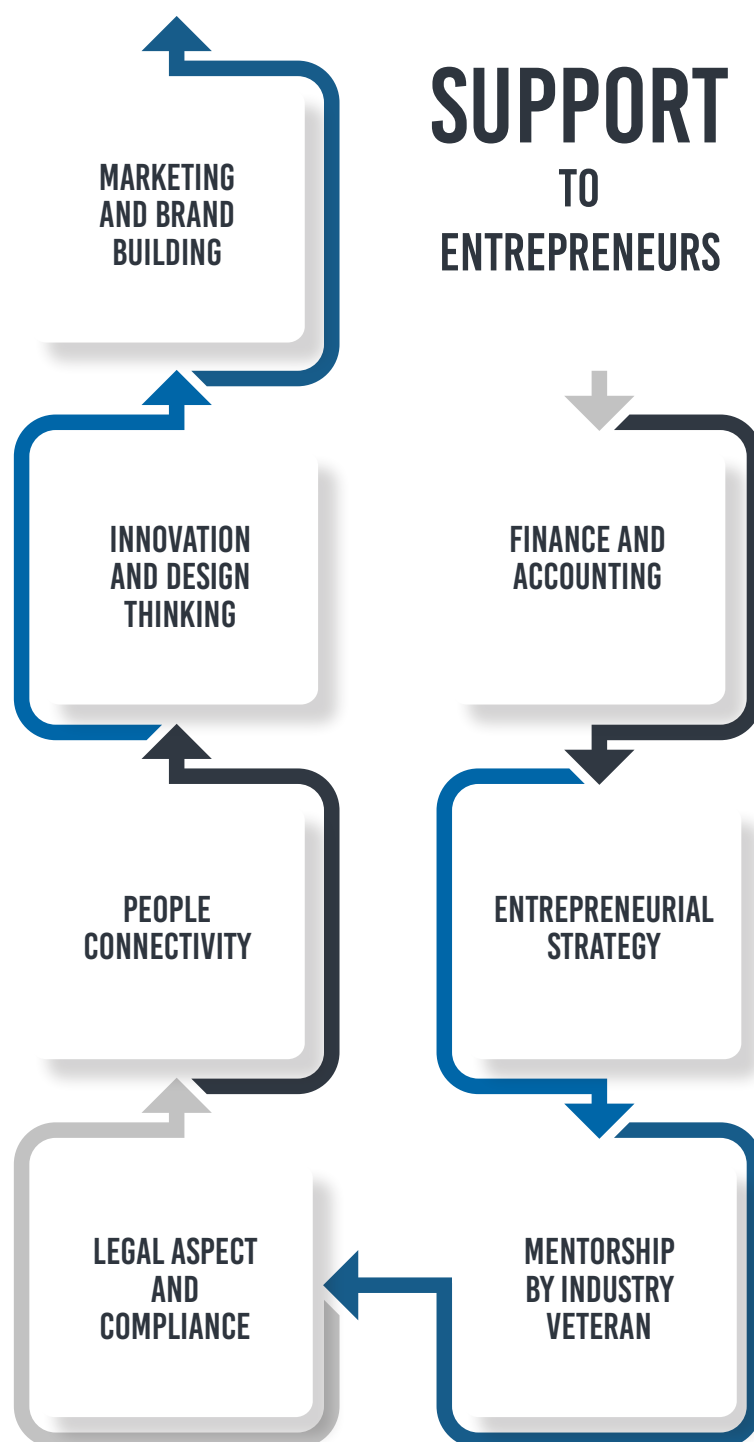 SUPPORT
TO
ENTREPRENEURS
FINANCE AND
ACCOUNTING
ENTREPRENEURIAL
STRATEGY
MENTORSHIP
BY INDUSTRY
VETERAN
LEGAL ASPECT
AND
COMPLIANCE
PEOPLE
CONNECTIVITY
INNOVATION
AND DESIGN
THINKING
MARKETING
AND BRAND
BUILDING